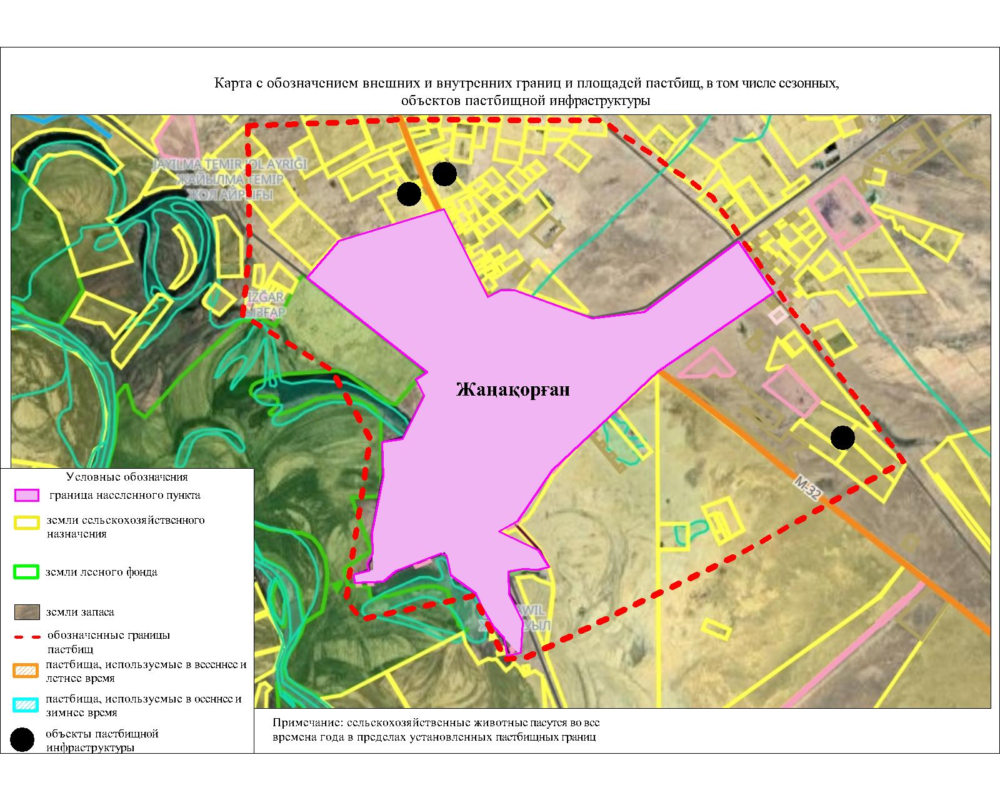 Карта с обозначением внешних и внутренних границ и площадей пастбищ, в том числе сезонных,
объектов пастбищной инфраструктуры
JAYILMA TEMIR JOL AYRIĞI
ЖАЙЫЛМА ТЕМІР
ЖОЛ АЙРЫҒЫ
IZĞAR
ЫЗҒАР
Жаңақорған
М-32
WIL
УЫЛ
Условные обозначения
граница населенного пункта
земли сельскохозяйственного
назначения
земли лесного фонда
земли запаса
обозначенные границы
пастбищ
пастбища, используемые в весеннее и
летнее время
пастбища, используемые в осеннее и
зимнее время
объекты пастбищной
инфраструктуры
Примечание: сельскохозяйственные животные пасутся во все
времена года в пределах установленных пастбищных границ